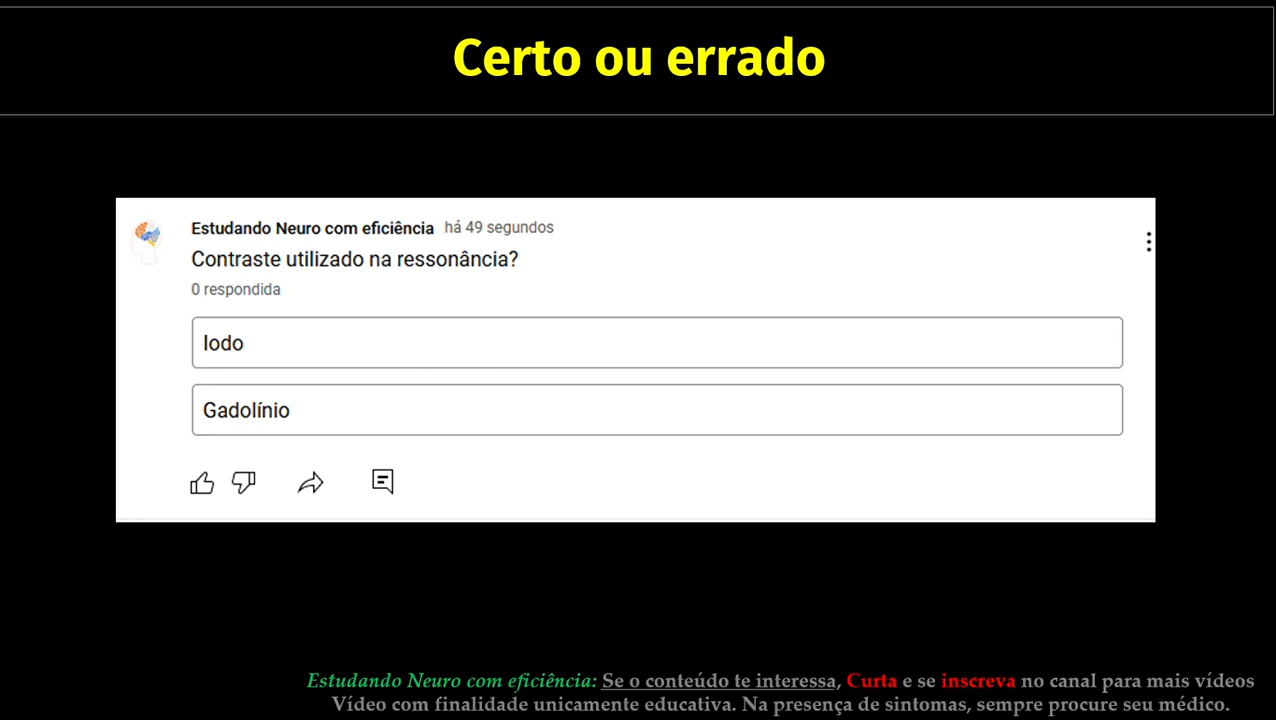 Certo ou errado
Estudando Neuro com eficiência há 49 segundos
Contraste utilizado na ressonância?
0 respondida
Iodo
Gadolínio
Estudando Neuro com eficiência: Se o conteúdo te interessa, Curta e se inscreva no canal para mais vídeos
Vídeo com finalidade unicamente educativa. Na presença de sintomas, sempre procure seu médico.